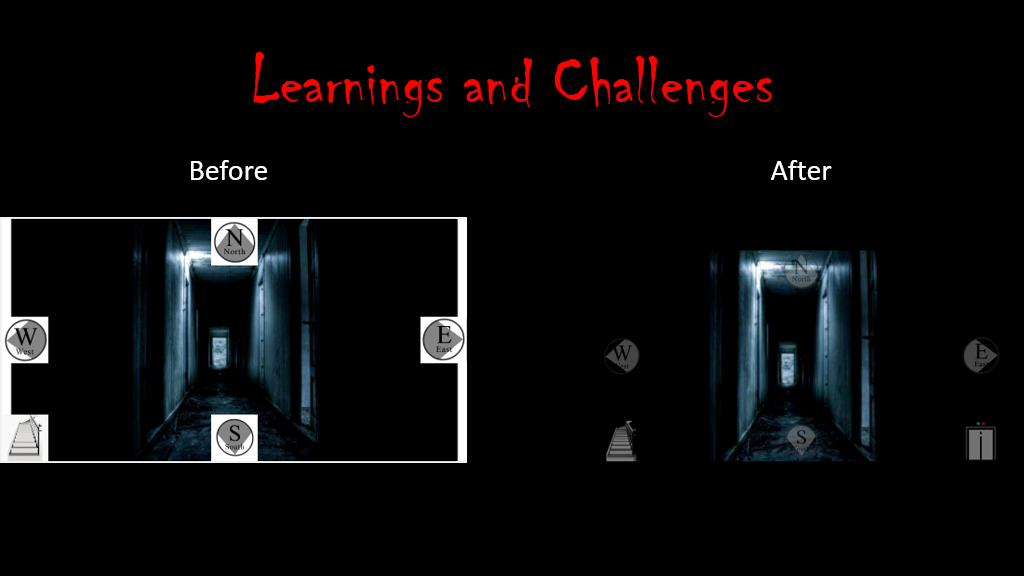 Learnings and Challenges
Before
After
N
North
W
West
E
East
S
South
N
North
W
E
S